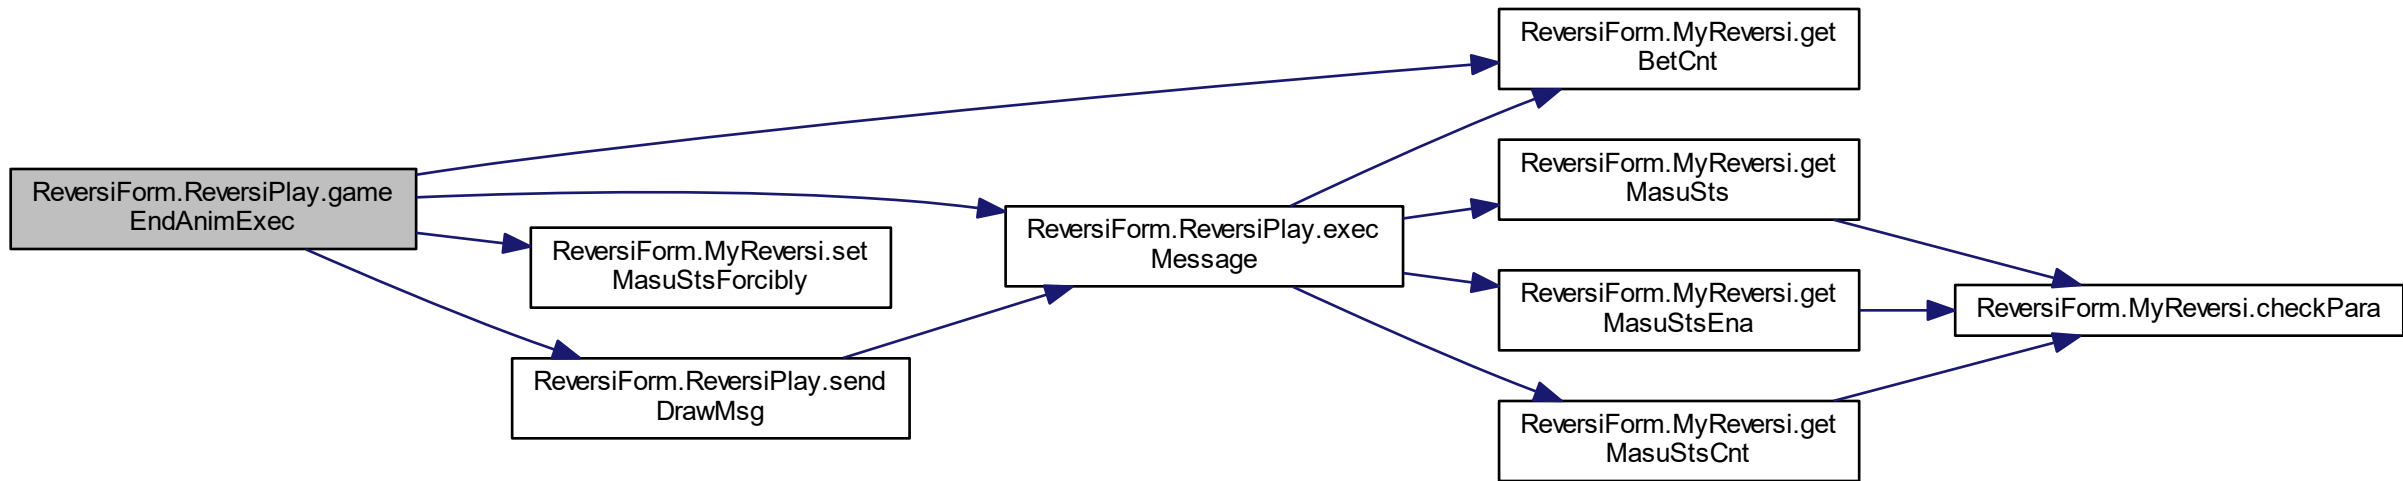 ReversiForm.ReversiPlay.game
EndAnimExec
ReversiForm.MyReversi.set
MasuStsForcibly
ReversiForm.ReversiPlay.send
DrawMsg
ReversiForm.ReversiPlay.exec
Message
ReversiForm.MyReversi.get
BetCnt
ReversiForm.MyReversi.get
MasuSts
ReversiForm.MyReversi.get
MasuStsEna
ReversiForm.MyReversi.get
MasuStsCnt
ReversiForm.MyReversi.checkPara